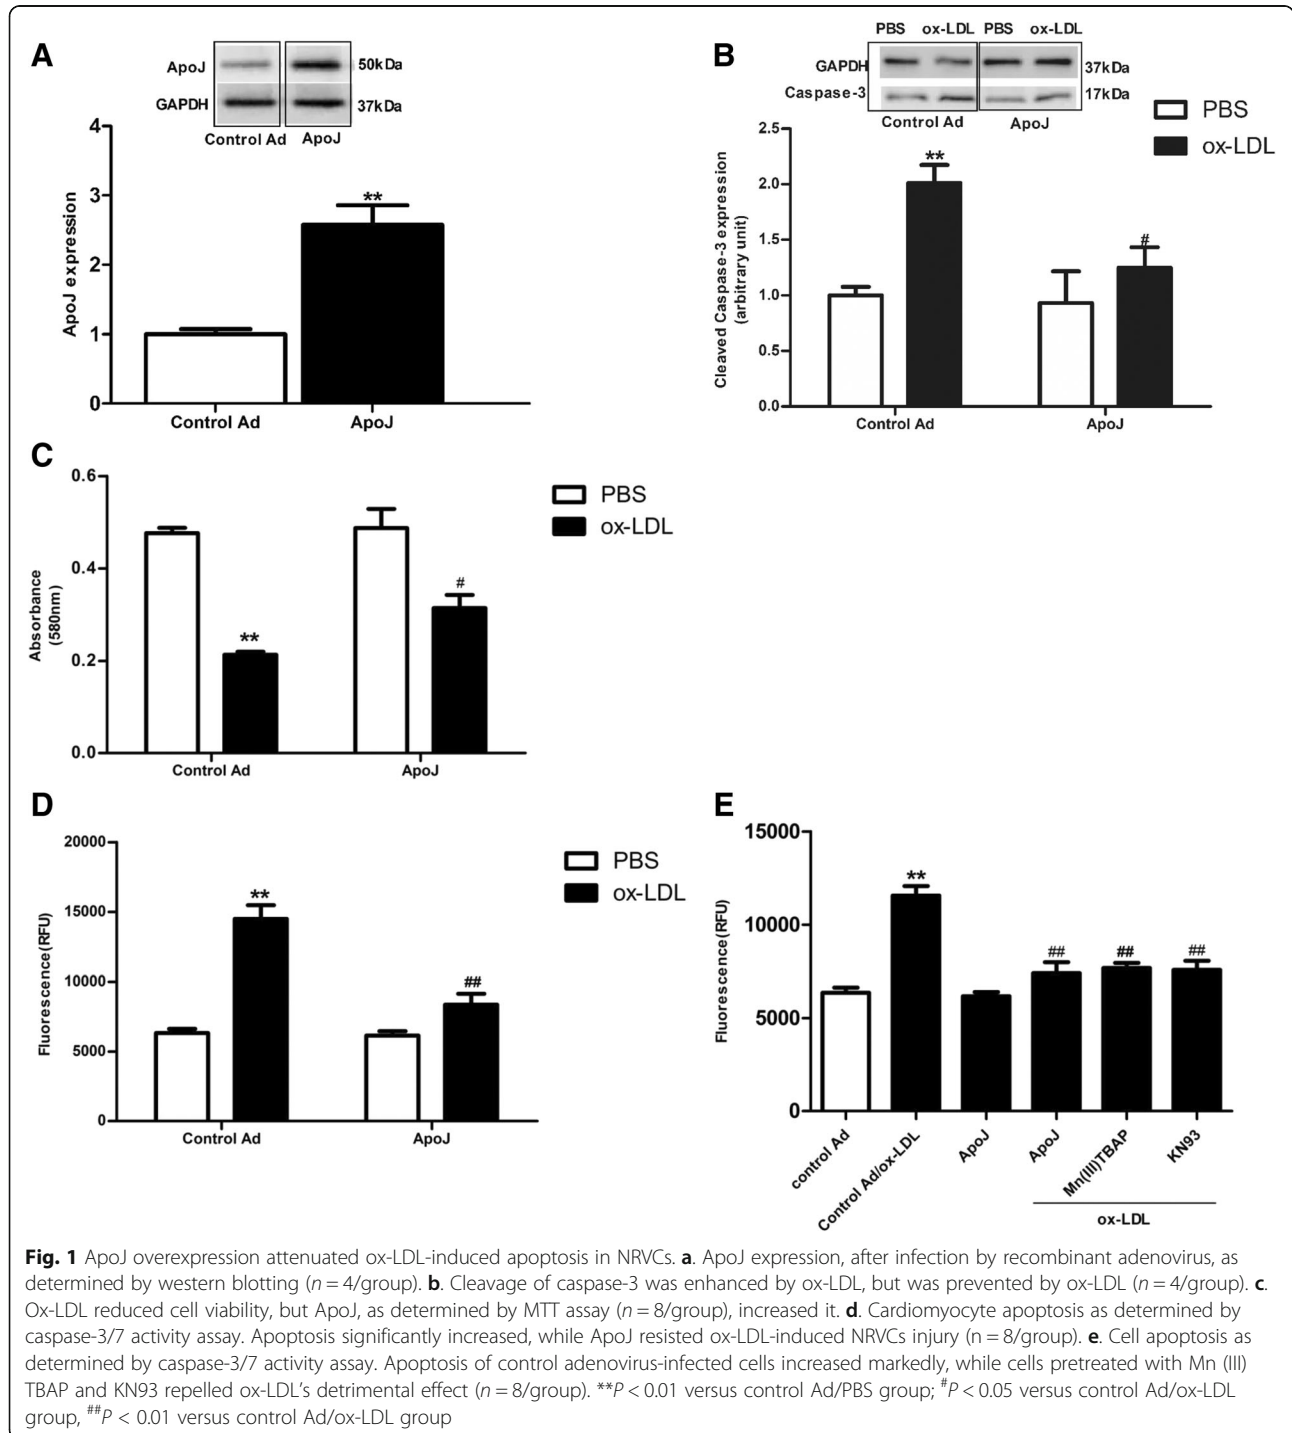 A
ApoJ
50kDa
GAPDH
37kDa
Control Ad ApoJ
4
3
2
1
0
ApoJ expression
**
Control Ad
ApoJ
B
PBS ox-LDL PBS ox-LDL
GAPDH
37kDa
Caspase-3
17kDa
Control Ad ApoJ
PBS
ox-LDL
2.5
2.0
1.5
1.0
0.5
0.0
Cleaved Caspase-3 expression
(arbitrary unit)
**
#
Control Ad
ApoJ
C
0.6
0.4
0.2
0.0
Absorbance
(580nm)
**
#
PBS
ox-LDL
Control Ad
ApoJ
D
20000
15000
10000
5000
0
Fluorescence(RFU)
**
##
PBS
ox-LDL
Control Ad
ApoJ
E
15000
10000
5000
0
Fluorescence(RFU)
**
##
##
##
control Ad
Control Ad/ox-LDL
ApoJ
ApoJ
Mn(III)TBAP
KN93
ox-LDL
Fig. 1 ApoJ overexpression attenuated ox-LDL-induced apoptosis in NRVCs. a. ApoJ expression, after infection by recombinant adenovirus, as
determined by western blotting (n = 4/group). b. Cleavage of caspase-3 was enhanced by ox-LDL, but was prevented by ox-LDL (n = 4/group). c.
Ox-LDL reduced cell viability, but ApoJ, as determined by MTT assay (n = 8/group), increased it. d. Cardiomyocyte apoptosis as determined by
caspase-3/7 activity assay. Apoptosis significantly increased, while ApoJ resisted ox-LDL-induced NRVCs injury (n = 8/group). e. Cell apoptosis as
determined by caspase-3/7 activity assay. Apoptosis of control adenovirus-infected cells increased markedly, while cells pretreated with Mn (III)
TBAP and KN93 repelled ox-LDL's detrimental effect (n = 8/group). **P < 0.01 versus control Ad/PBS group; #P < 0.05 versus control Ad/ox-LDL
group, ##P < 0.01 versus control Ad/ox-LDL group